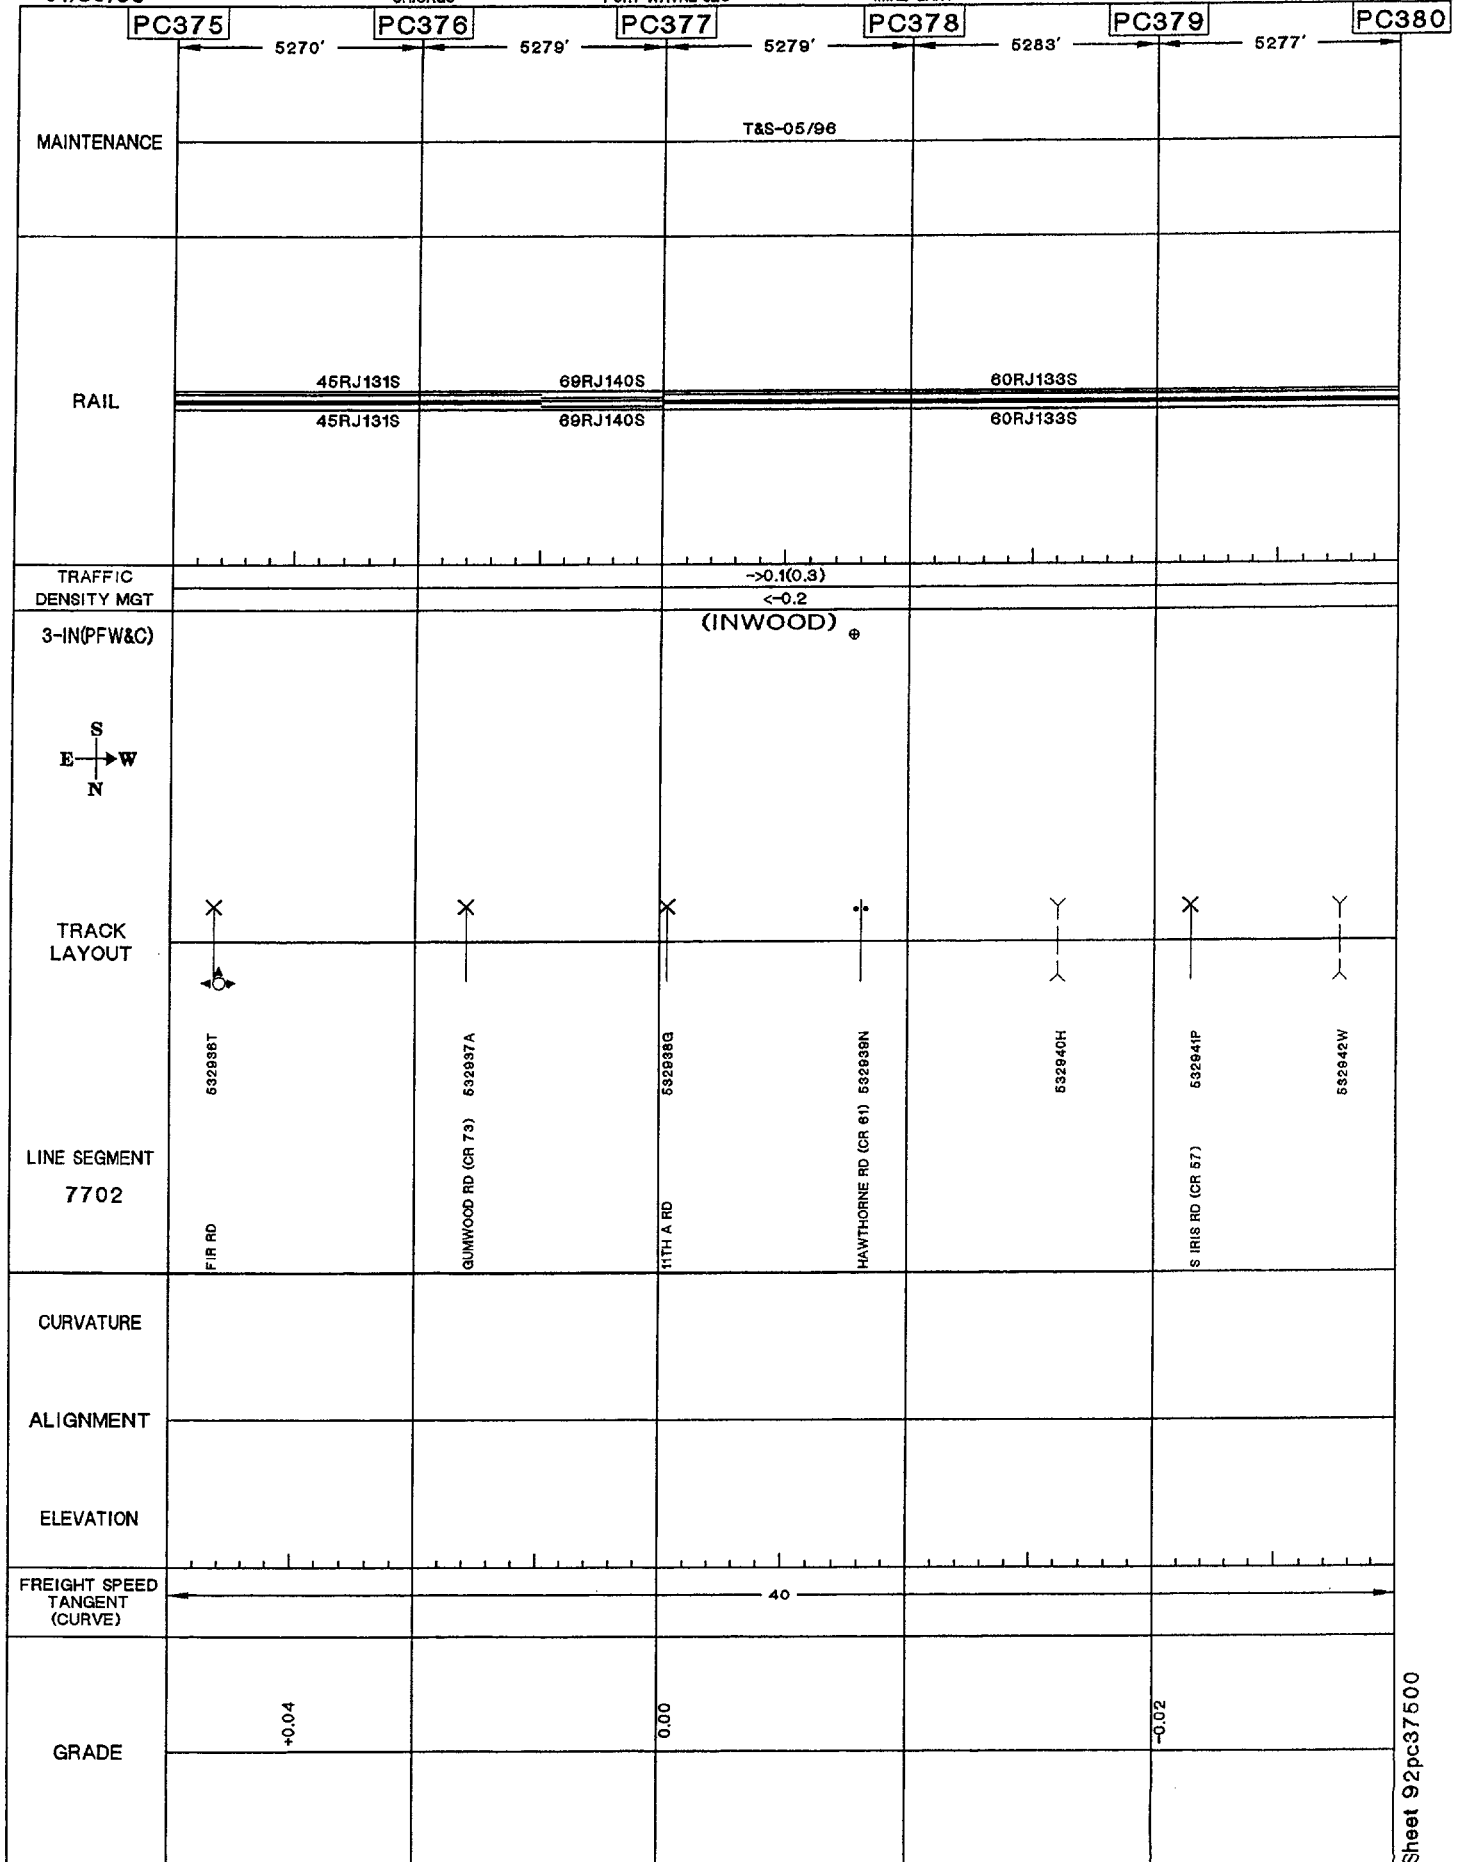 PC375 PC376 PC377 PC378 PC379 PC380
5270' 5279' 5279' 5283' 5277'
MAINTENANCE
T&S-05/96
RAIL
45RJ131S 69RJ140S 60RJ133S
45RJ131S 69RJ140S 60RJ133S
TRAFFIC
DENSITY MGT
->0.1(0.3)
<-0.2
3-IN(PFW&C)
(INWOOD)
S
E W
N
TRACK
LAYOUT
LINE SEGMENT
7702
FIR RD 532936T
GUMWOOD RD (CR 73) 532937A
11TH A RD 532938G
HAWTHORNE RD (CR 61) 532939N
532940H
S IRIS RD (CR 57) 532941P
532942W
CURVATURE
ALIGNMENT
ELEVATION
FREIGHT SPEED
TANGENT
(CURVE)
40
GRADE
+0.04
0.00
-0.02
Sheet 92pc37500